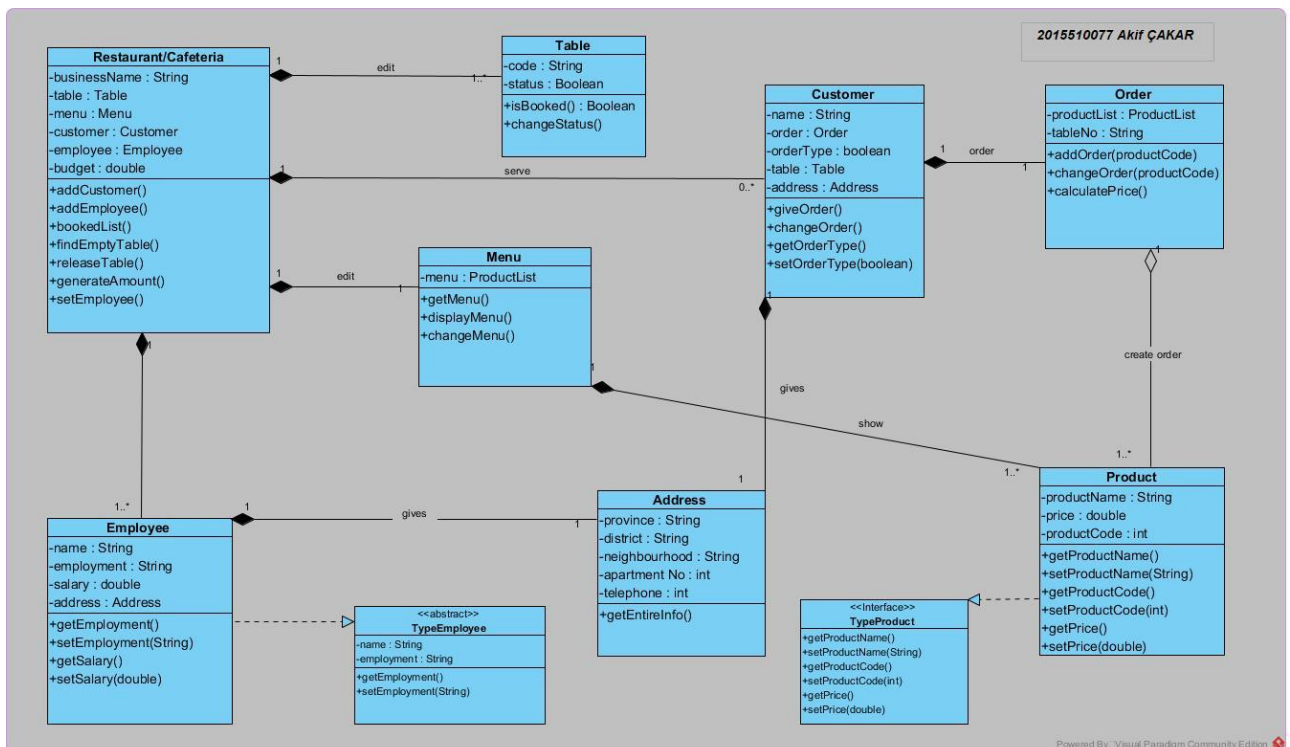 2015510077 Akif ÇAKAR
Restaurant/Cafeteria
-businessName : String
-table : Table
-menu : Menu
-customer : Customer
-employee : Employee
-budget : double
+addCustomer()
+addEmployee()
+bookedList()
+findEmptyTable()
+releaseTable()
+generateAmount()
+setEmployee()
1
edit
1..*
Table
-code : String
-status : Boolean
+isBooked() : Boolean
+changeStatus()
1
serve
0..*
Customer
-name : String
-order : Order
-orderType : boolean
-table : Table
-address : Address
+giveOrder()
+changeOrder()
+getOrderType()
+setOrderType(boolean)
1
order
1
Order
-productList : ProductList
-tableNo : String
+addOrder(productCode)
+changeOrder(productCode)
+calculatePrice()
1
edit
1
Menu
-menu : ProductList
+getMenu()
+displayMenu()
+changeMenu()
1
show
1..*
1
create order
1..*
1
gives
1
1
1..*
Employee
-name : String
-employment : String
-salary : double
-address : Address
+getEmployment()
+setEmployment(String)
+getSalary()
+setSalary(double)
1
gives
1
Address
-province : String
-district : String
-neighbourhood : String
-apartment No : int
-telephone : int
+getEntireInfo()
Product
-productName : String
-price : double
-productCode : int
+getProductName()
+setProductName(String)
+getProductCode()
+setProductCode(int)
+getPrice()
+setPrice(double)
<<abstract>>
TypeEmployee
-name : String
-employment : String
+getEmployment()
+setEmployment(String)
<<Interface>>
TypeProduct
+getProductName()
+setProductName(String)
+getProductCode()
+setProductCode(int)
+getPrice()
+setPrice(double)
Powered By Visual Paradigm Community Edition